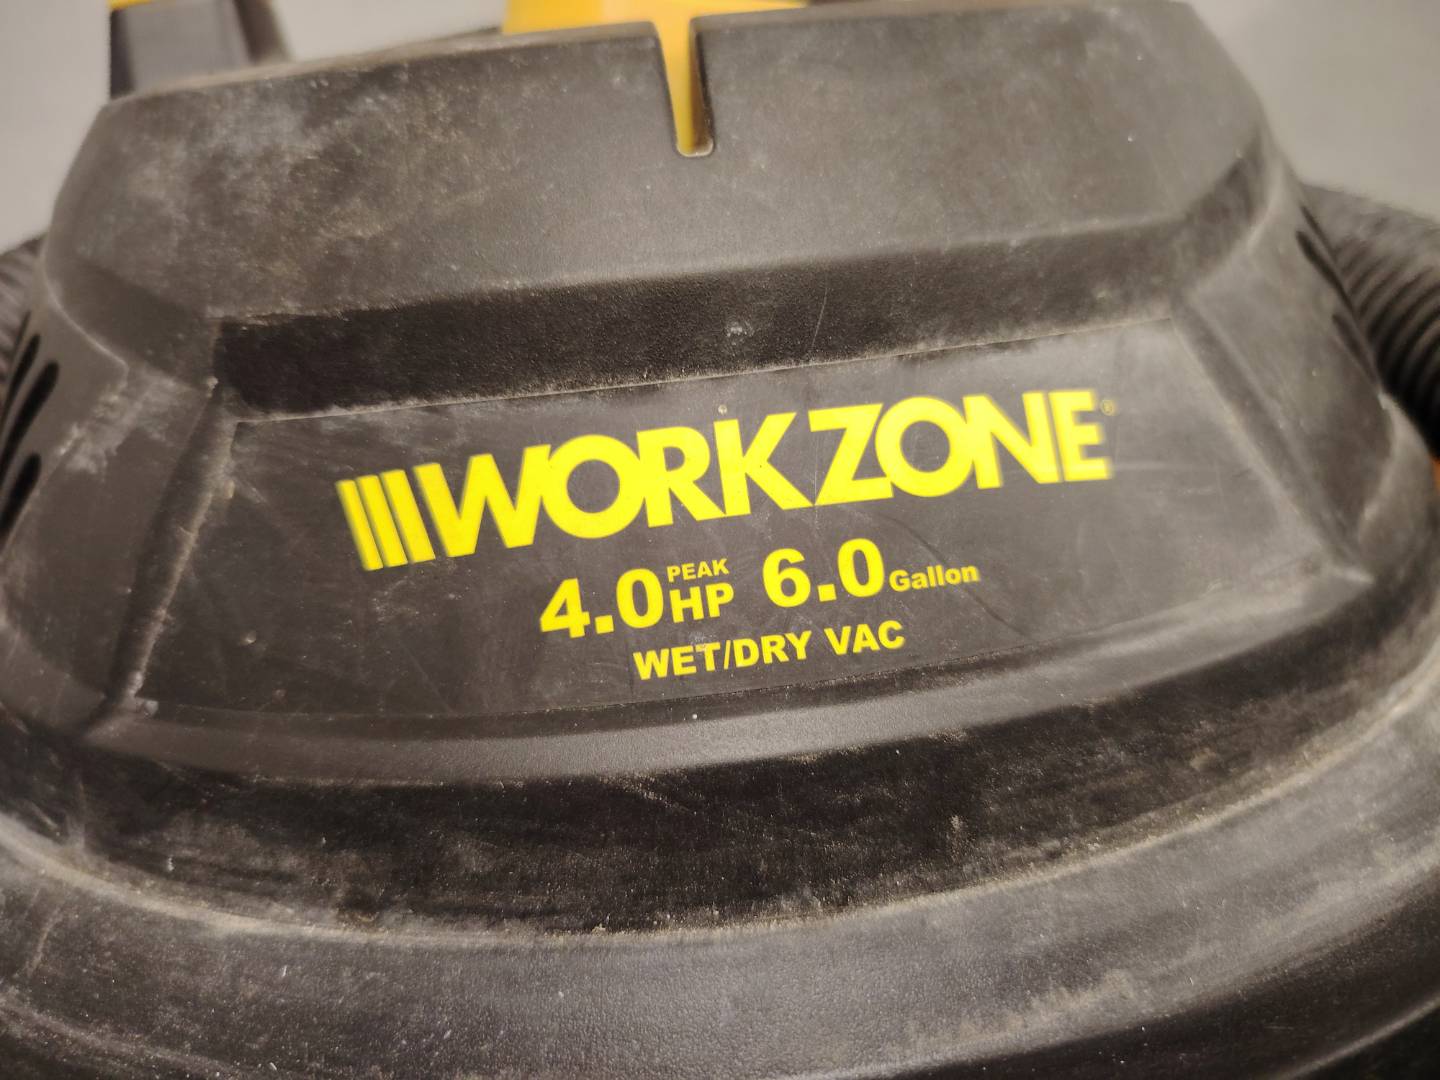 WORKZONE®
4.0 PEAK HP 6.0 Gallon
WET/DRY VAC